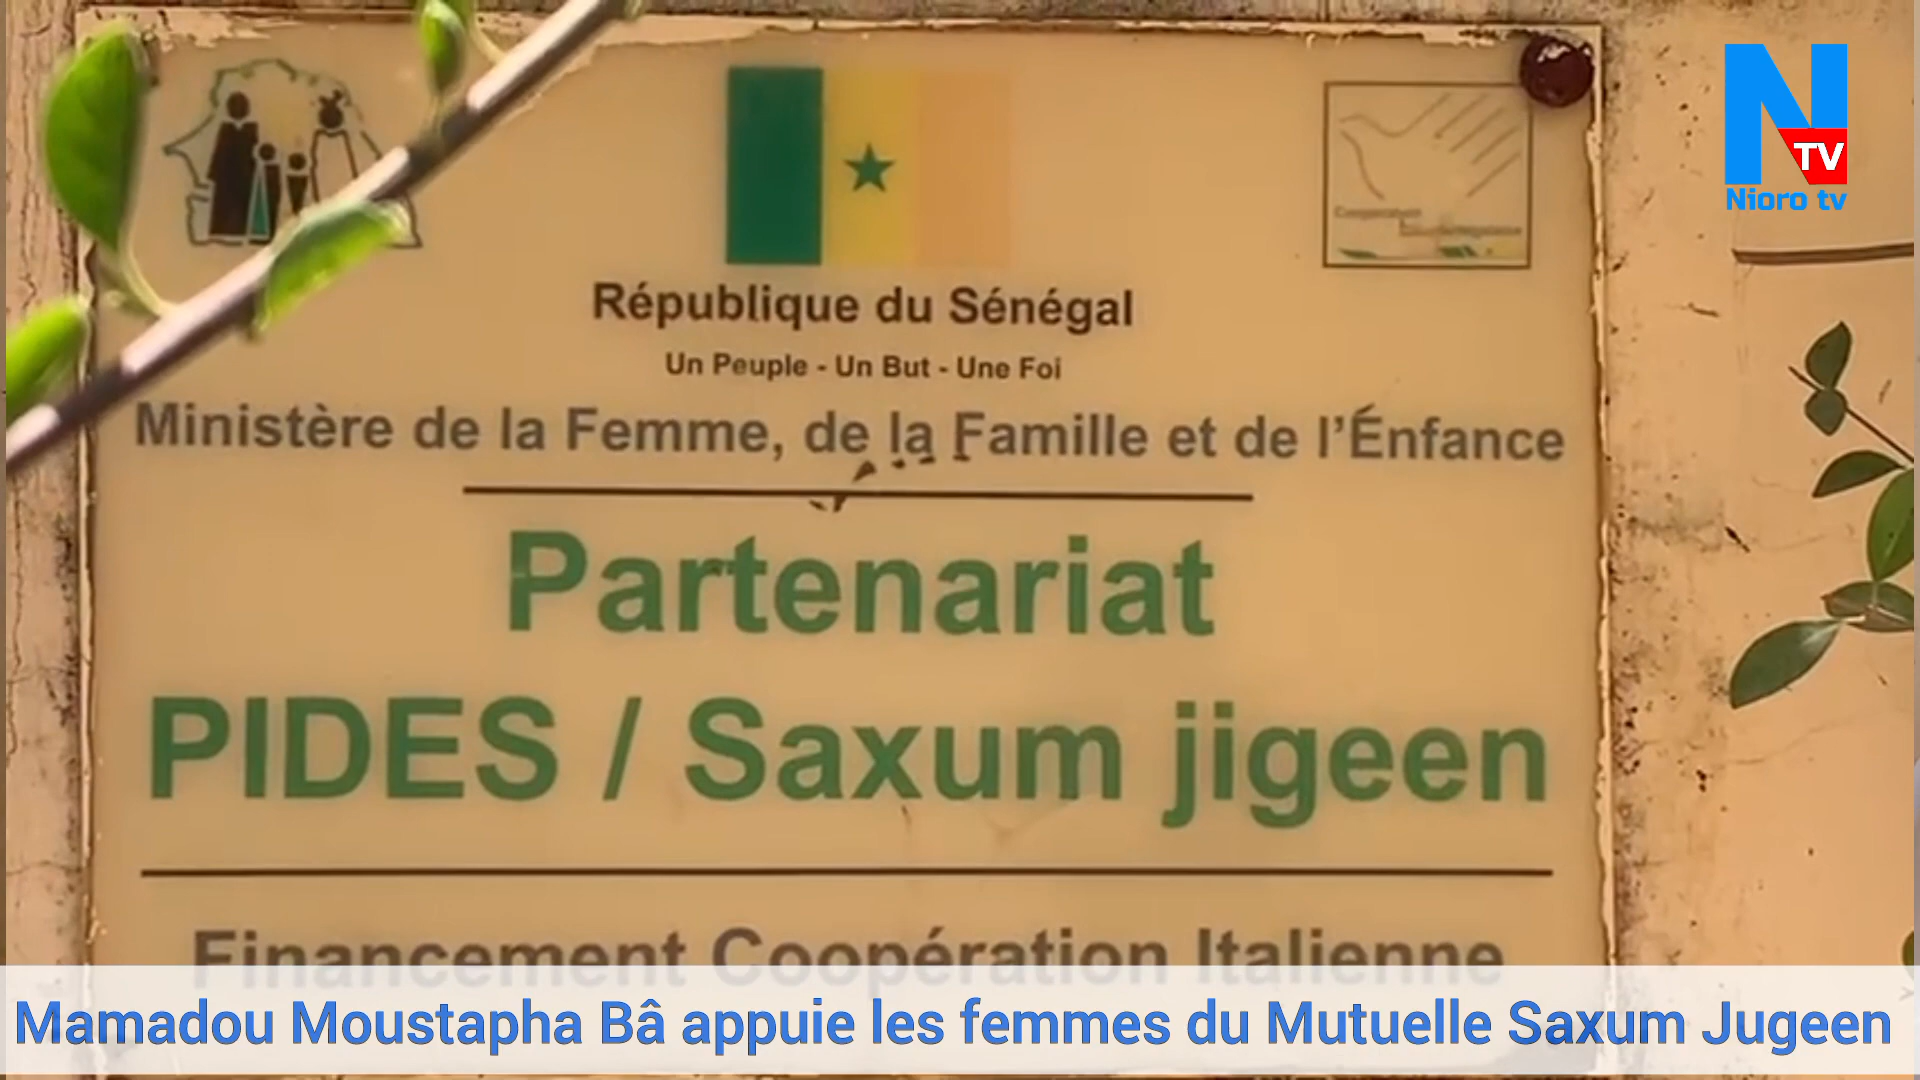 N
TV
Nioro tv
République du Sénégal
Un Peuple - Un But - Une Foi
Ministère de la Femme, de la Famille et de l'Énfance
Partenariat
PIDES / Saxum jigeen
Financement Coopération Italienne
Mamadou Moustapha Bâ appuie les femmes du Mutuelle Saxum Jugeen